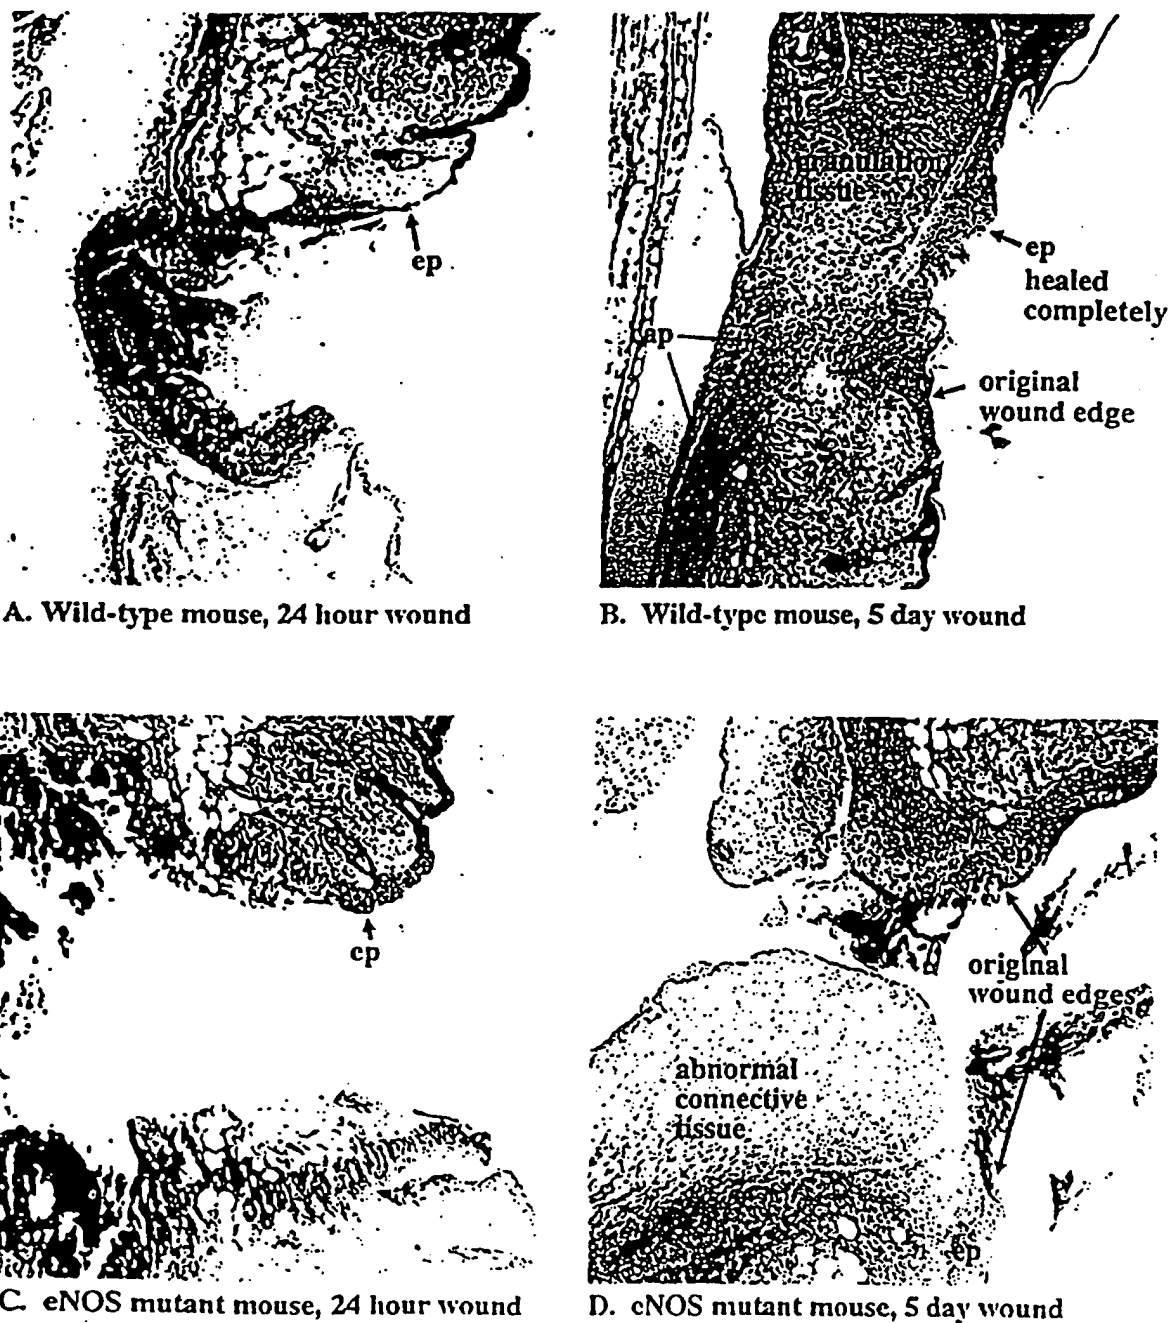 d
ep
A. Wild-type mouse, 24 hour wound
granulation
tissue
ep
healed
completely
ap
original
wound edge
B. Wild-type mouse, 5 day wound
d
ep
C. eNOS mutant mouse, 24 hour wound
original
wound edges
abnormal
connective
tissue
ep
D. eNOS mutant mouse, 5 day wound